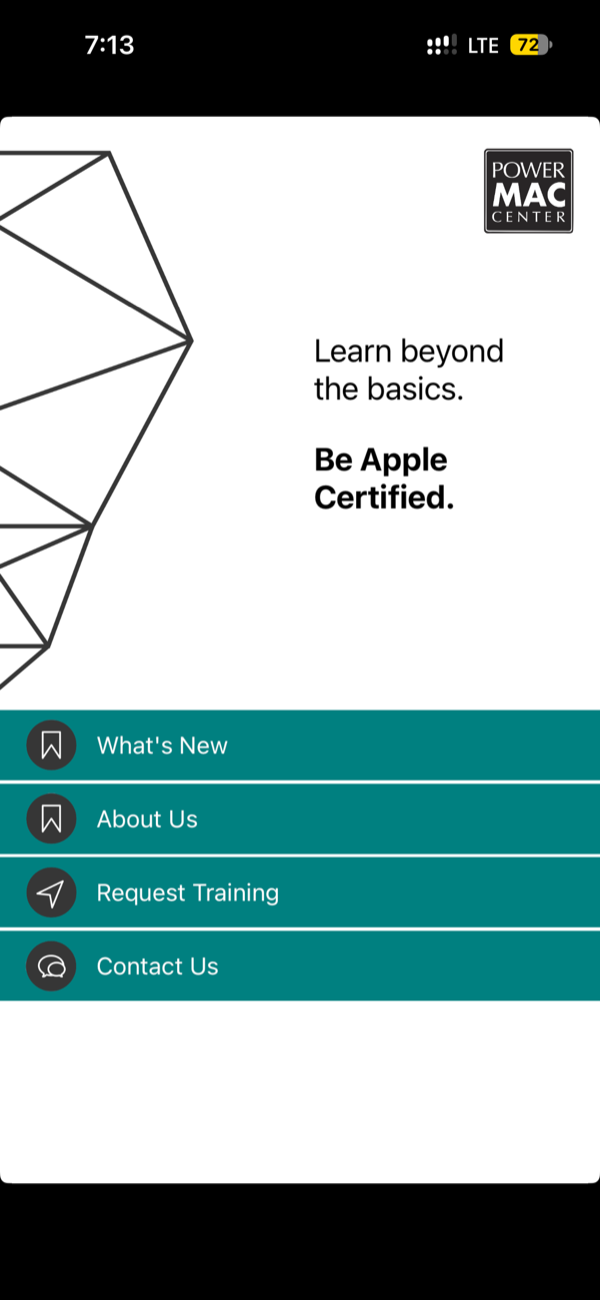 7:13
LTE
72
POWER
MAC
CENTER
Learn beyond
the basics.
Be Apple
Certified.
What's New
About Us
Request Training
Contact Us